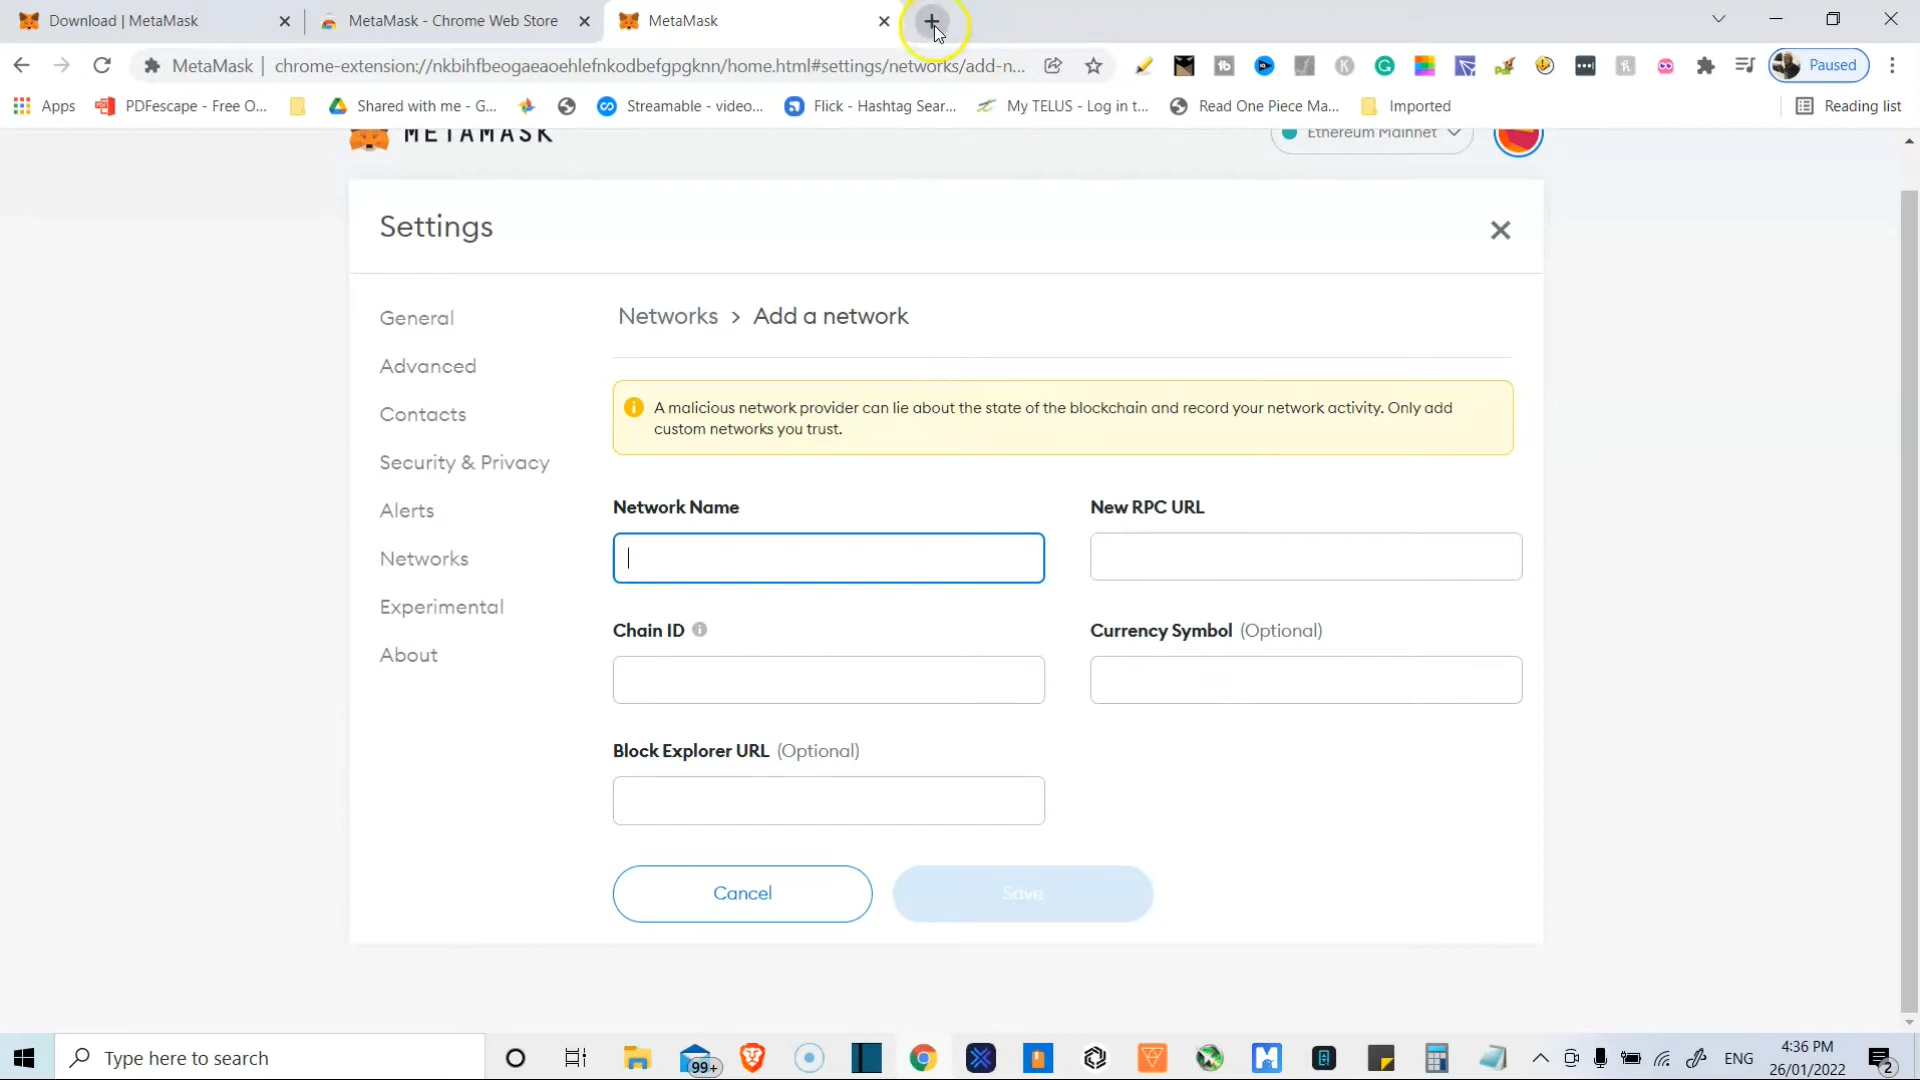 Download | MetaMask
MetaMask - Chrome Web Store
MetaMask
MetaMask | chrome-extension://nkbihfbeogaeaoehlefnkodbefgpgknn/home.html#settings/networks/add-n...
Paused
Apps
PDFescape - Free O...
Shared with me - G...
Streamable - video...
Flick - Hashtag Sear...
My TELUS - Log in t...
Read One Piece Ma...
Imported
Reading list
METAMASK
Ethereum Mainnet
Settings
General
Advanced
Contacts
Security & Privacy
Alerts
Networks
Experimental
About
Networks > Add a network
A malicious network provider can lie about the state of the blockchain and record your network activity. Only add
custom networks you trust.
Network Name
New RPC URL
Chain ID
Currency Symbol (Optional)
Block Explorer URL (Optional)
Cancel
Save
Type here to search
99+
ENG
4:36 PM
26/01/2022
2